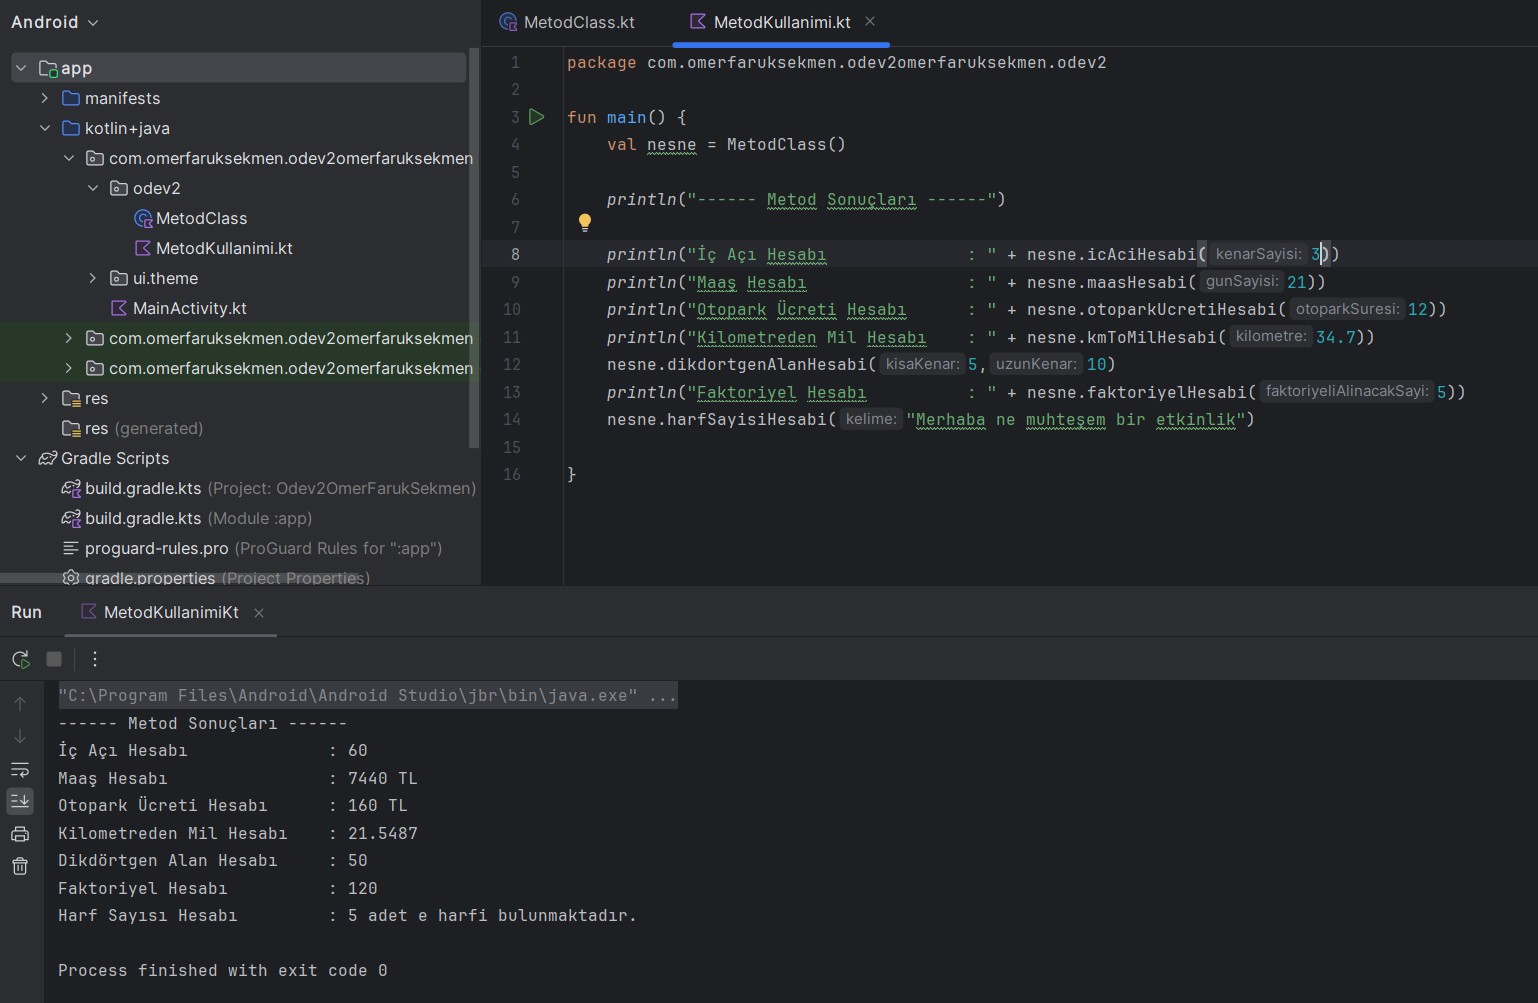 Android
app
manifests
kotlin+java
com.omerfaruksekmen.odev2omerfaruksekmen
odev2
MetodClass
MetodKullanimi.kt
ui.theme
MainActivity.kt
com.omerfaruksekmen.odev2omerfaruksekmen
com.omerfaruksekmen.odev2omerfaruksekmen
res
res (generated)
Gradle Scripts
build.gradle.kts (Project: Odev2OmerFarukSekmen)
build.gradle.kts (Module :app)
proguard-rules.pro (ProGuard Rules for ":app")
gradle.properties (Project Properties)
MetodClass.kt
MetodKullanimi.kt
1 package com.omerfaruksekmen.odev2omerfaruksekmen.odev2
2
3 fun main() {
4 val nesne = MetodClass()
5
6 println("------ Metod Sonuçları ------")
7
8 println("İç Açı Hesabı : " + nesne.icAciHesabi( kenarSayisi: 3))
9 println("Maaş Hesabı : " + nesne.maasHesabi( gunSayisi: 21))
10 println("Otopark Ücreti Hesabı : " + nesne.otoparkUcretiHesabi( otoparkSuresi: 12))
11 println("Kilometreden Mil Hesabı : " + nesne.kmToMilHesabi( kilometre: 34.7))
12 nesne.dikdortgenAlanHesabi( kisaKenar: 5, uzunKenar: 10)
13 println("Faktoriyel Hesabı : " + nesne.faktoriyelHesabi( faktoriyeliAlinacakSayi: 5))
14 nesne.harfSayisiHesabi( kelime: "Merhaba ne muhteşem bir etkinlik")
15
16 }
Run
MetodKullanimiKt
"C:\Program Files\Android\Android Studio\jbr\bin\java.exe" ...
------ Metod Sonuçları ------
İç Açı Hesabı : 60
Maaş Hesabı : 7440 TL
Otopark Ücreti Hesabı : 160 TL
Kilometreden Mil Hesabı : 21.5487
Dikdörtgen Alan Hesabı : 50
Faktoriyel Hesabı : 120
Harf Sayısı Hesabı : 5 adet e harfi bulunmaktadır.
Process finished with exit code 0